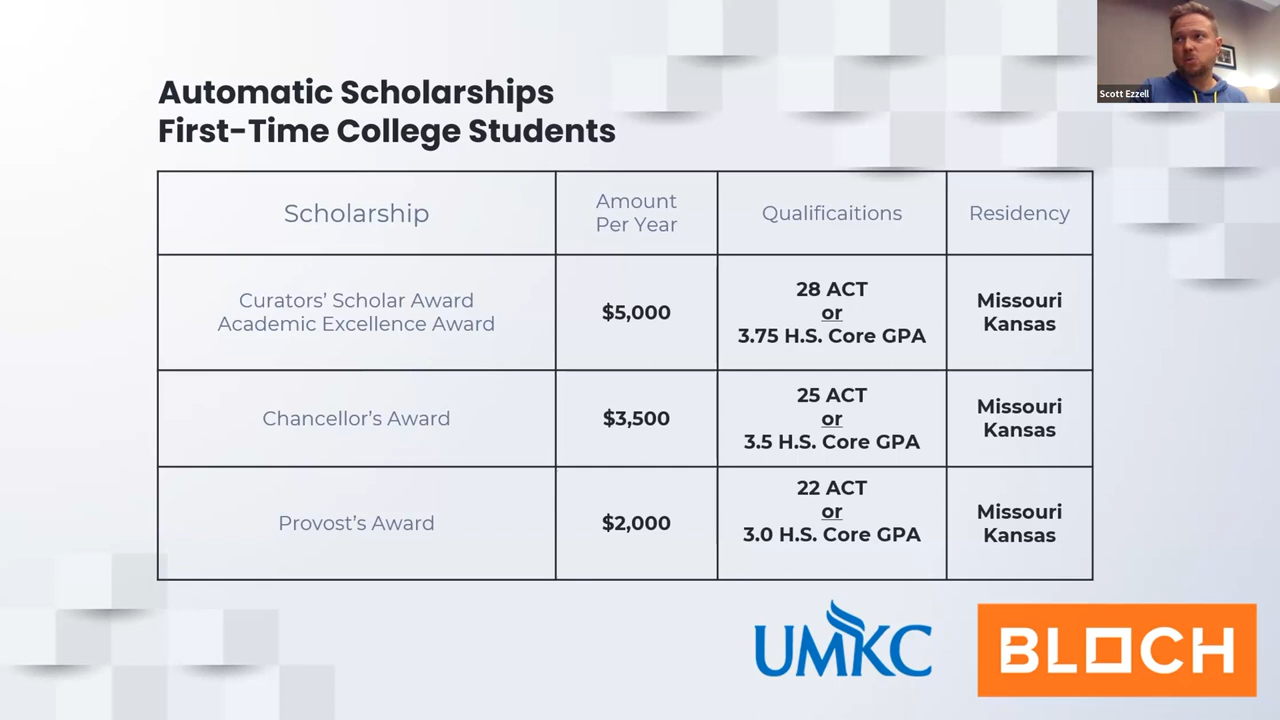 Scott Ezzell
Automatic Scholarships
First-Time College Students
Scholarship
Amount
Per Year
Qualificaitions
Residency
Curators' Scholar Award
Academic Excellence Award
$5,000
28 ACT
or
3.75 H.S. Core GPA
Missouri
Kansas
Chancellor's Award
$3,500
25 ACT
or
3.5 H.S. Core GPA
Missouri
Kansas
Provost's Award
$2,000
22 ACT
or
3.0 H.S. Core GPA
Missouri
Kansas
UMKC
BLOCH